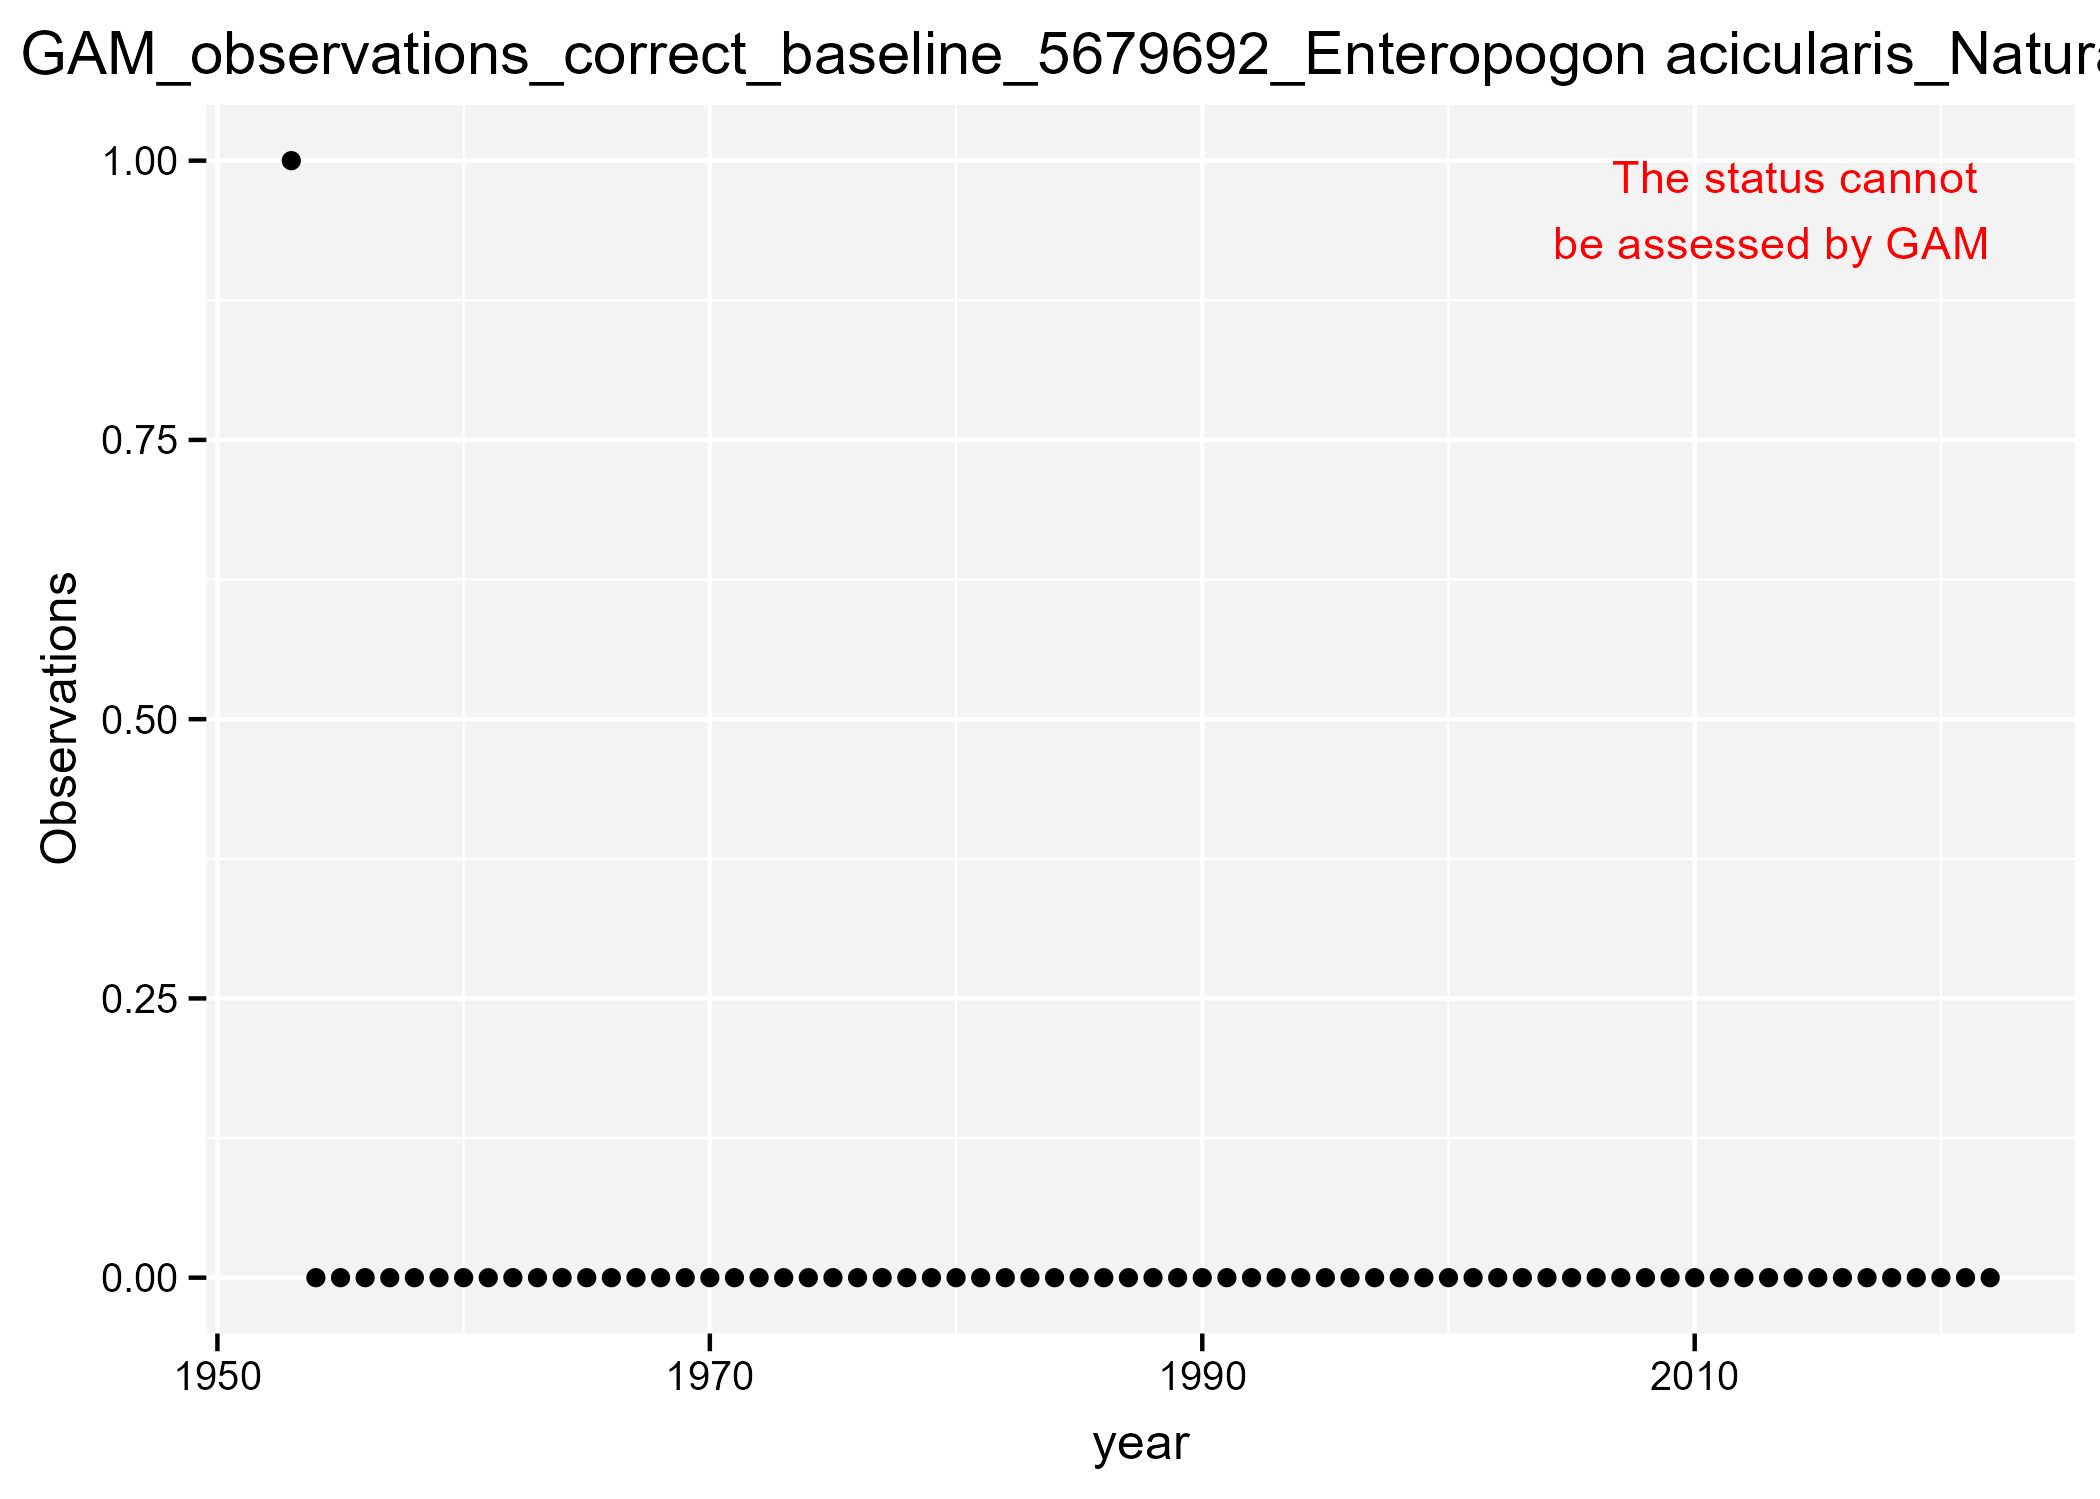 GAM_observations_correct_baseline_5679692_Enteropogon acicularis_Natura
The status cannot
be assessed by GAM
1.00
0.75
0.50
0.25
0.00
Observations
1950 1970 1990 2010
year